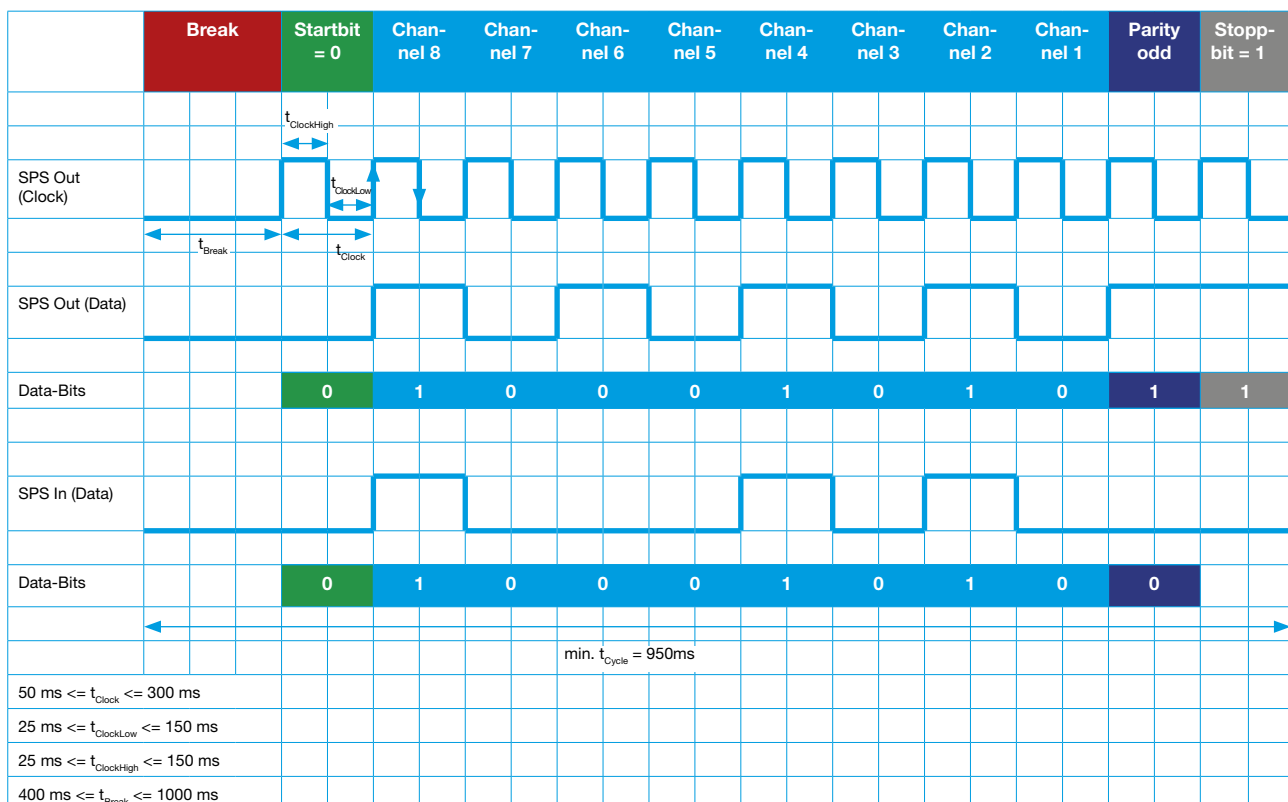 Break
Startbit = 0
Chan-nel 8
Chan-nel 7
Chan-nel 6
Chan-nel 5
Chan-nel 4
Chan-nel 3
Chan-nel 2
Chan-nel 1
Parity odd
Stopp-bit = 1
tClockHigh
SPS Out (Clock)
tClockLow
tBreak
tClock
SPS Out (Data)
Data-Bits 0 1 0 0 0 1 0 1 0 1 1
SPS In (Data)
Data-Bits 0 1 0 0 0 1 0 1 0 0
min. tCycle = 950ms
50 ms <= tClock <= 300 ms
25 ms <= tClockLow <= 150 ms
25 ms <= tClockHigh <= 150 ms
400 ms <= tBreak <= 1000 ms